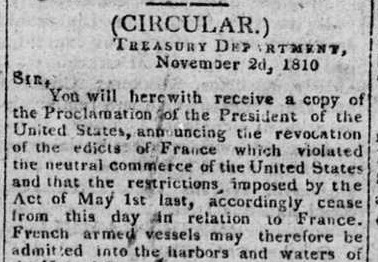 (CIRCULAR.)
TREASURY DEPARTMENT,
November 2d, 1810
SIR,
You will herewith receive a copy of
the Proclamation of the President of the
United States, announcing the revocation
of the edicts of France which violated
the neutral commerce of the United States
and that the restrictions, imposed by the
Act of May 1st last, accordingly cease
from this day in relation to France.
French armed vessels may therefore be
admitted into the harbors and waters of